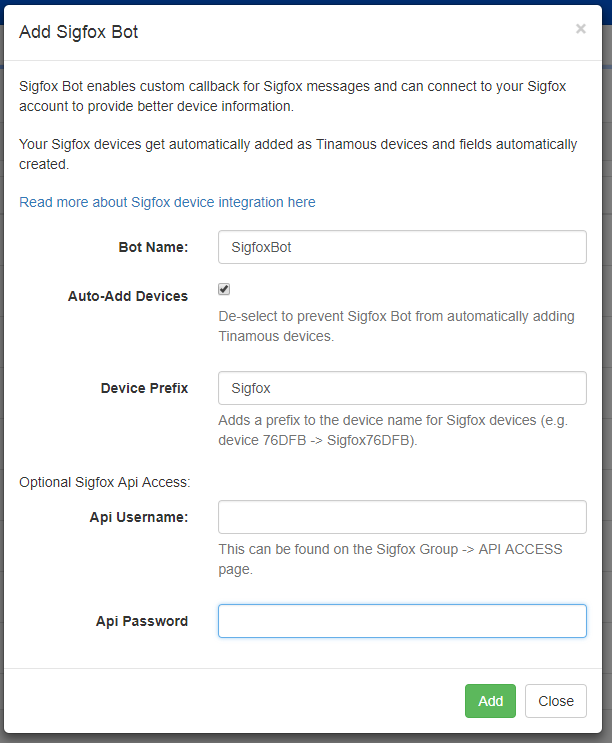 Add Sigfox Bot ×
Sigfox Bot enables custom callback for Sigfox messages and can connect to your Sigfox
account to provide better device information.
Your Sigfox devices get automatically added as Tinamous devices and fields automatically
created.
Read more about Sigfox device integration here
Bot Name: SigfoxBot
Auto-Add Devices
De-select to prevent Sigfox Bot from automatically adding
Tinamous devices.
Device Prefix Sigfox
Adds a prefix to the device name for Sigfox devices (e.g.
device 76DFB -> Sigfox76DFB).
Optional Sigfox Api Access:
Api Username:
This can be found on the Sigfox Group -> API ACCESS
page.
Api Password
Add Close